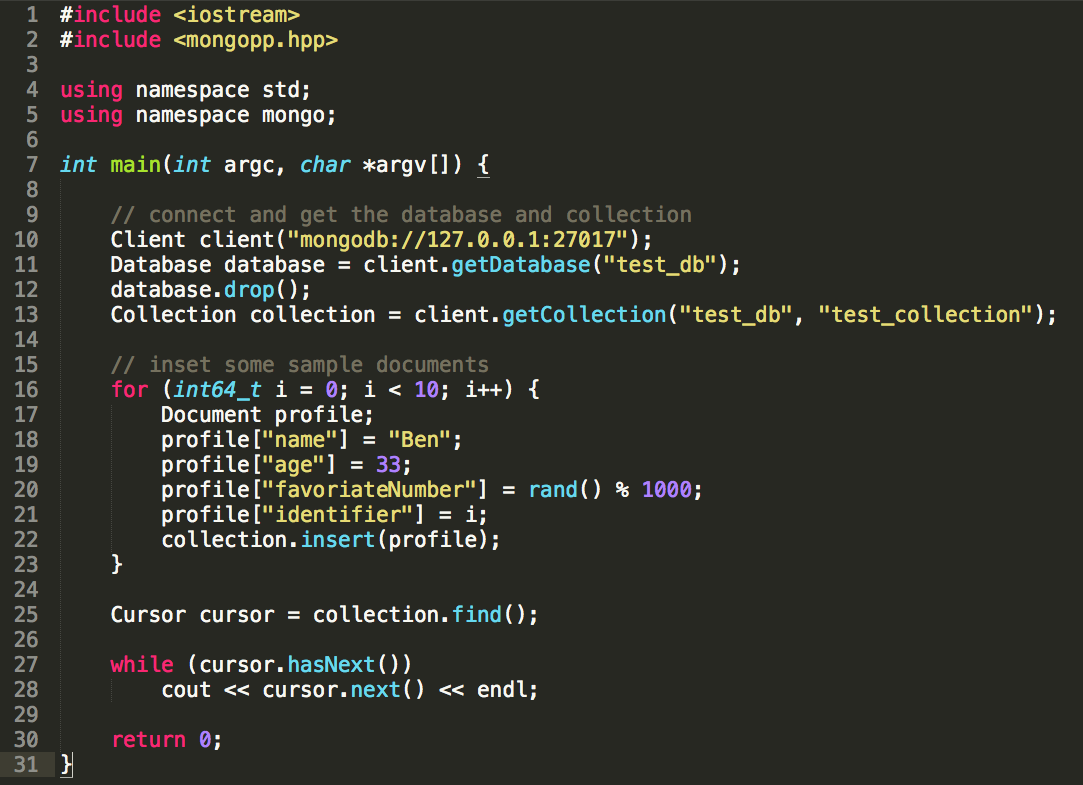 1 #include <iostream>
2 #include <mongopp.hpp>
3
4 using namespace std;
5 using namespace mongo;
6
7 int main(int argc, char *argv[]) {
8
9     // connect and get the database and collection
10     Client client("mongodb://127.0.0.1:27017");
11     Database database = client.getDatabase("test_db");
12     database.drop();
13     Collection collection = client.getCollection("test_db", "test_collection");
14
15     // inset some sample documents
16     for (int64_t i = 0; i < 10; i++) {
17         Document profile;
18         profile["name"] = "Ben";
19         profile["age"] = 33;
20         profile["favoriateNumber"] = rand() % 1000;
21         profile["identifier"] = i;
22         collection.insert(profile);
23     }
24
25     Cursor cursor = collection.find();
26
27     while (cursor.hasNext())
28         cout << cursor.next() << endl;
29
30     return 0;
31 }